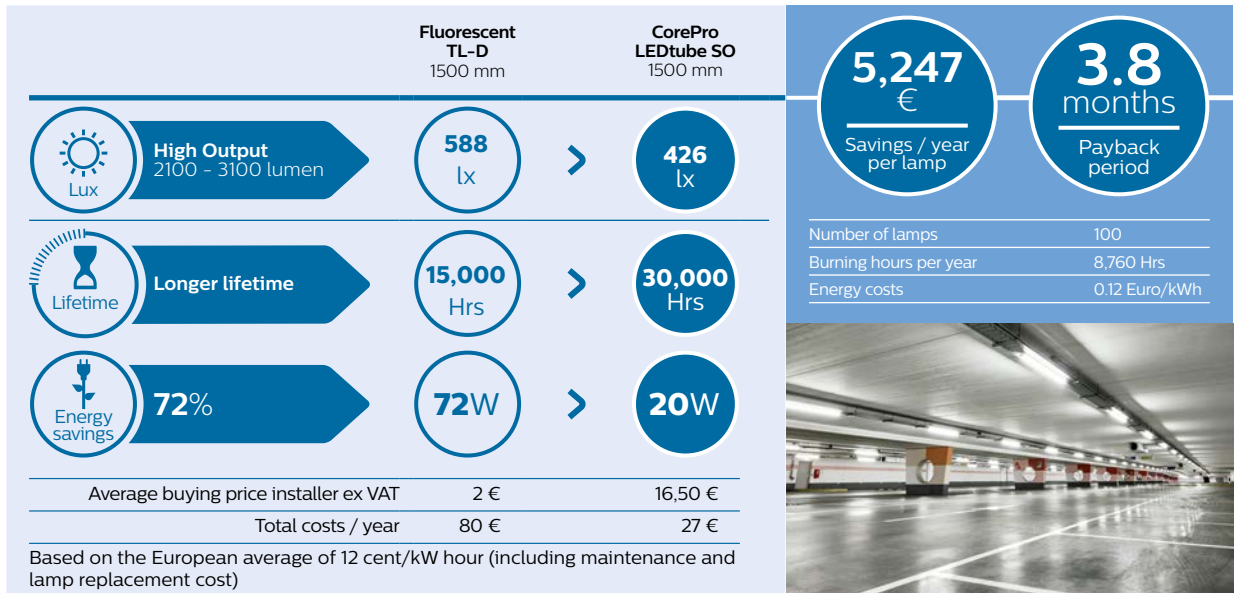 Fluorescent
TL-D
1500 mm
CorePro
LEDtube SO
1500 mm
Lux
High Output
2100 - 3100 lumen
588
lx
>
426
lx
Lifetime
Longer lifetime
15,000
Hrs
>
30,000
Hrs
Energy
savings
72%
72W
>
20W
Average buying price installer ex VAT 2 € 16,50 €
Total costs / year 80 € 27 €
Based on the European average of 12 cent/kW hour (including maintenance and
lamp replacement cost)
5,247
€
Savings / year
per lamp
3.8
months
Payback
period
Number of lamps 100
Burning hours per year 8,760 Hrs
Energy costs 0.12 Euro/kWh